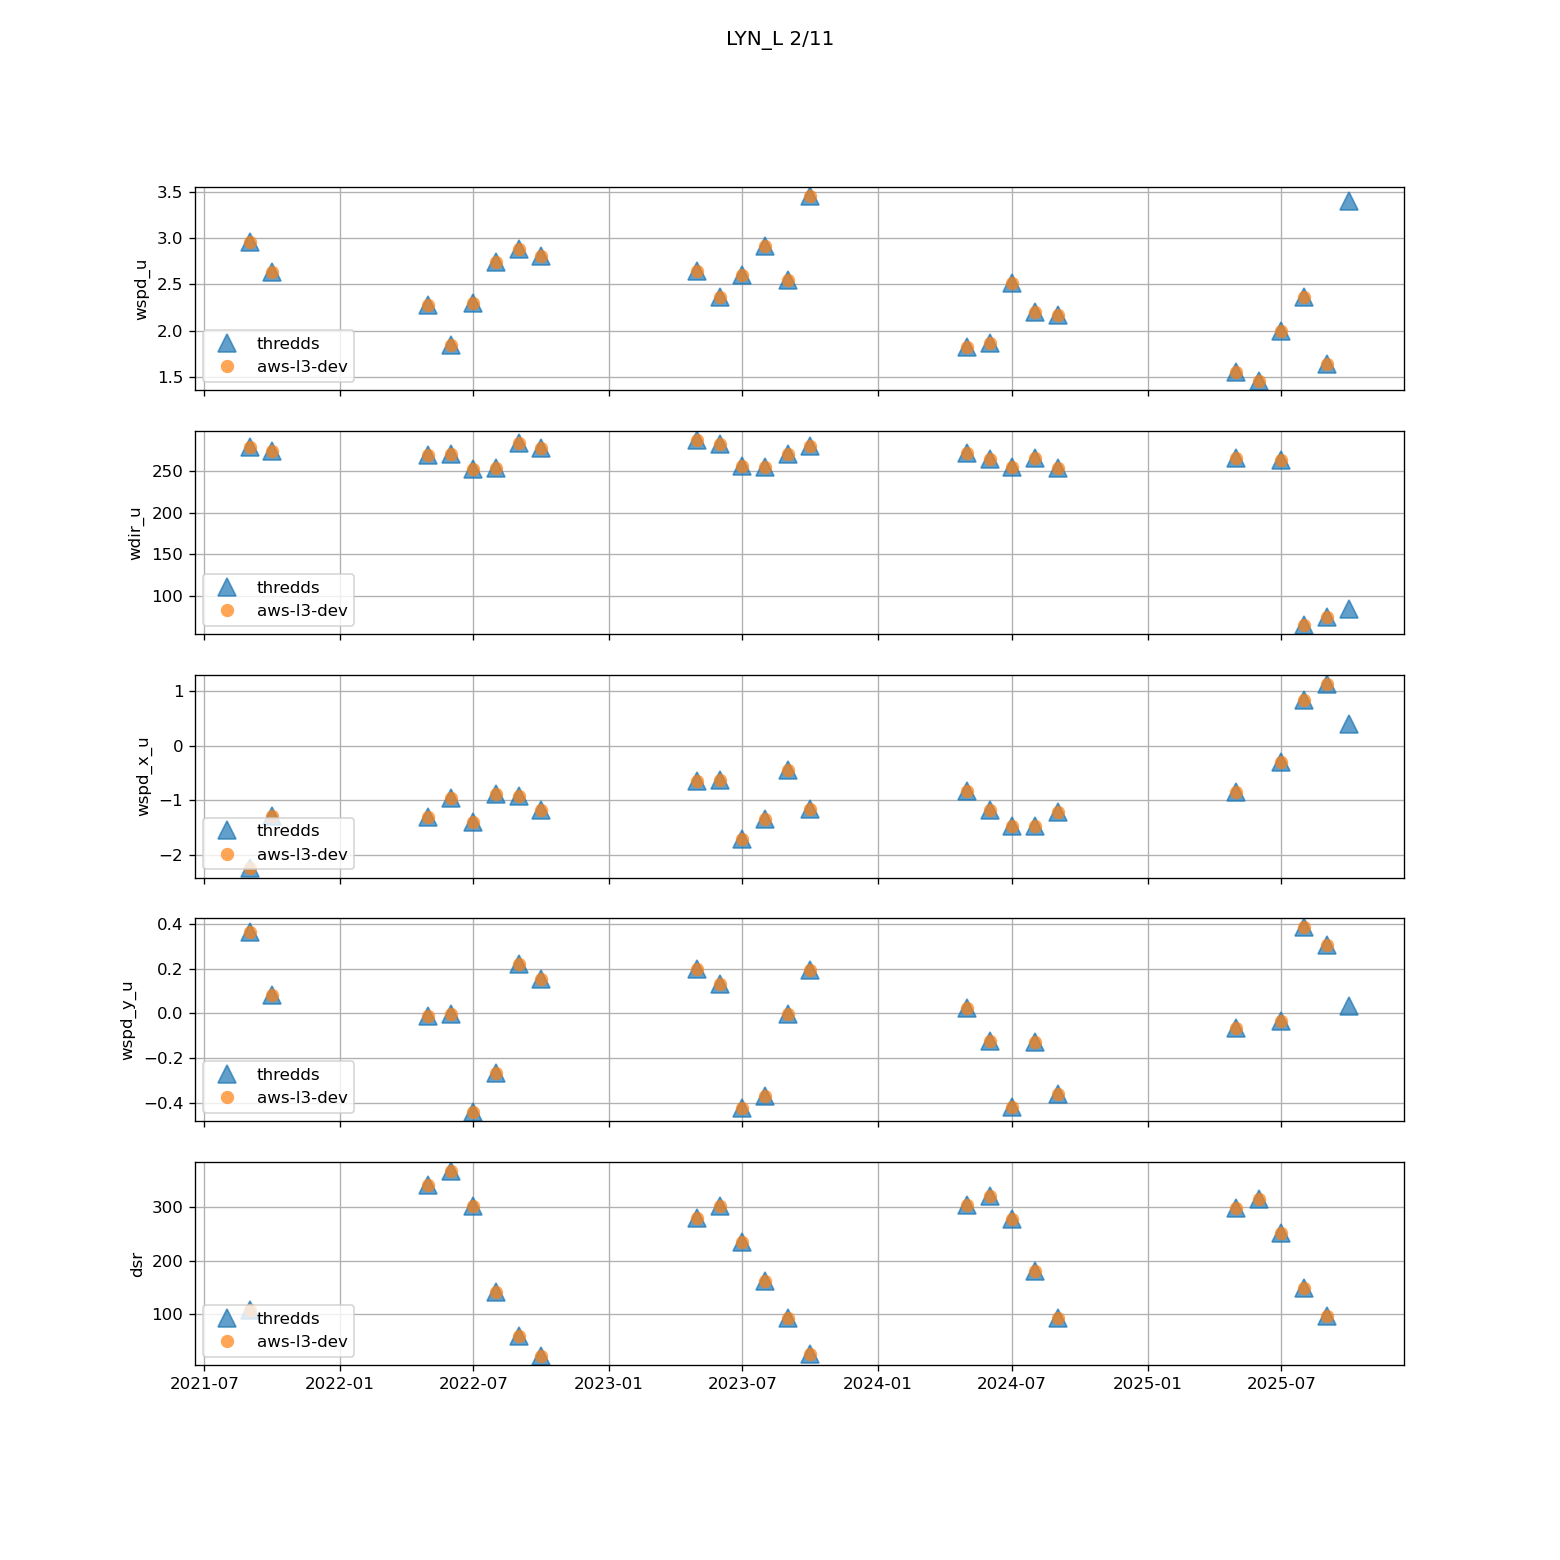 LYN_L 2/11
3.5
3.0
2.5
2.0
1.5
wspd_u
thredds
aws-l3-dev
250
200
150
100
wdir_u
thredds
aws-l3-dev
1
0
−1
−2
wspd_x_u
thredds
aws-l3-dev
0.4
0.2
0.0
−0.2
−0.4
wspd_y_u
thredds
aws-l3-dev
300
200
100
dsr
thredds
aws-l3-dev
2021-07 2022-01 2022-07 2023-01 2023-07 2024-01 2024-07 2025-01 2025-07